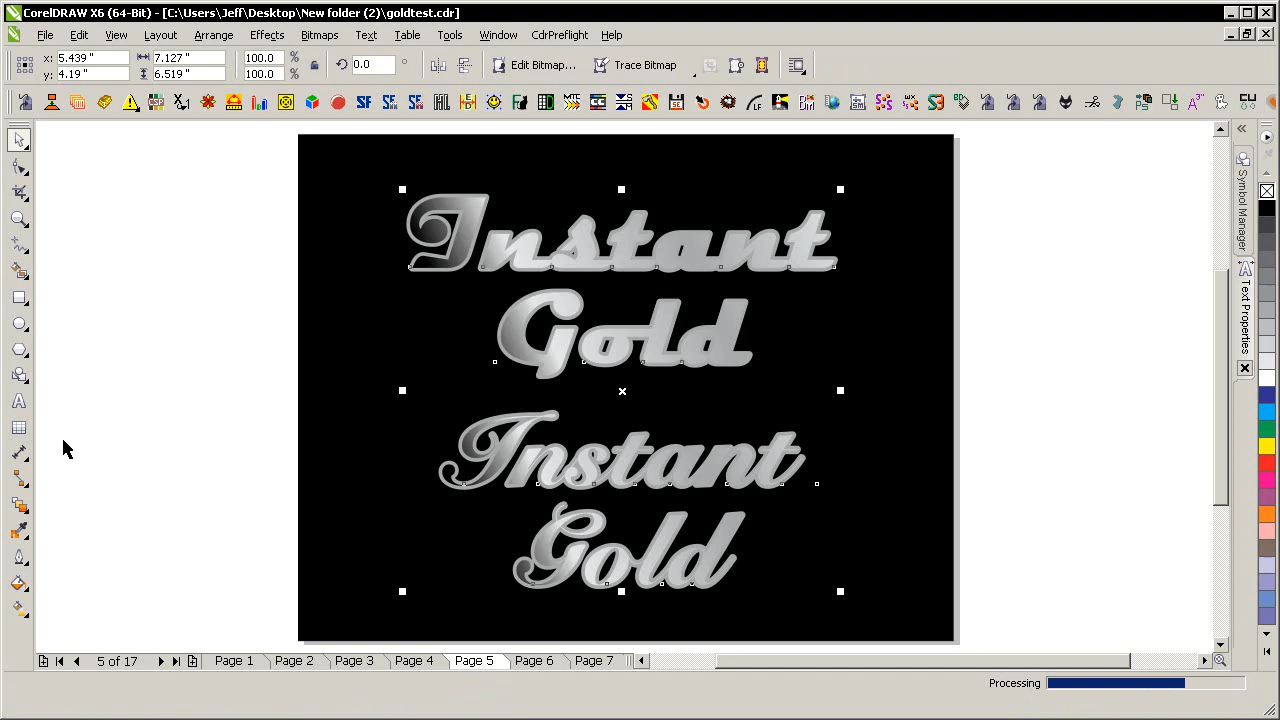 CorelDRAW X6 (64-Bit) - [C:\Users\Jeff\Desktop\New folder (2)\goldtest.cdr]
File Edit View Layout Arrange Effects Bitmaps Text Table Tools Window CdrPreflight Help
x: 5.439 " 7.127 " 100.0 % 0.0 ° Edit Bitmap... Trace Bitmap
y: 4.19 " 6.519 " 100.0 %
Instant
Gold
Instant
Gold
Symbol Manager
Text Properties
5 of 17 Page 1 Page 2 Page 3 Page 4 Page 5 Page 6 Page 7
Processing